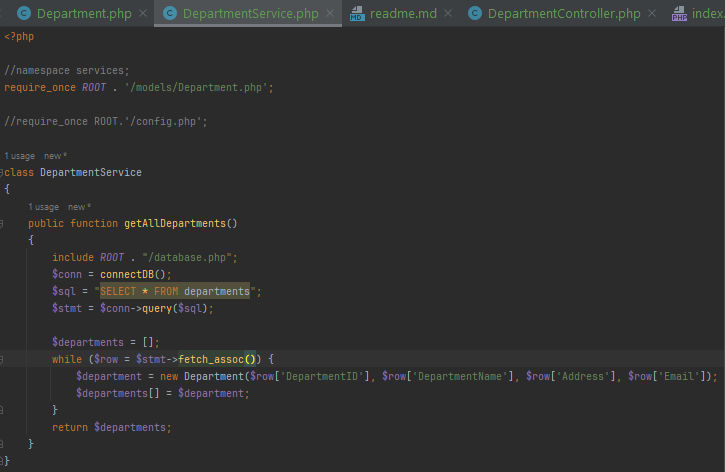 Department.php × DepartmentService.php × readme.md × DepartmentController.php × index.
<?php
//namespace services;
require_once ROOT . '/models/Department.php';
//require_once ROOT.'/config.php';
1 usage new *
class DepartmentService
{
1 usage new *
public function getAllDepartments()
{
include ROOT . "/database.php";
$conn = connectDB();
$sql = "SELECT * FROM departments";
$stmt = $conn->query($sql);
$departments = [];
while ($row = $stmt->fetch_assoc()) {
$department = new Department($row['DepartmentID'], $row['DepartmentName'], $row['Address'], $row['Email']);
$departments[] = $department;
}
return $departments;
}
}